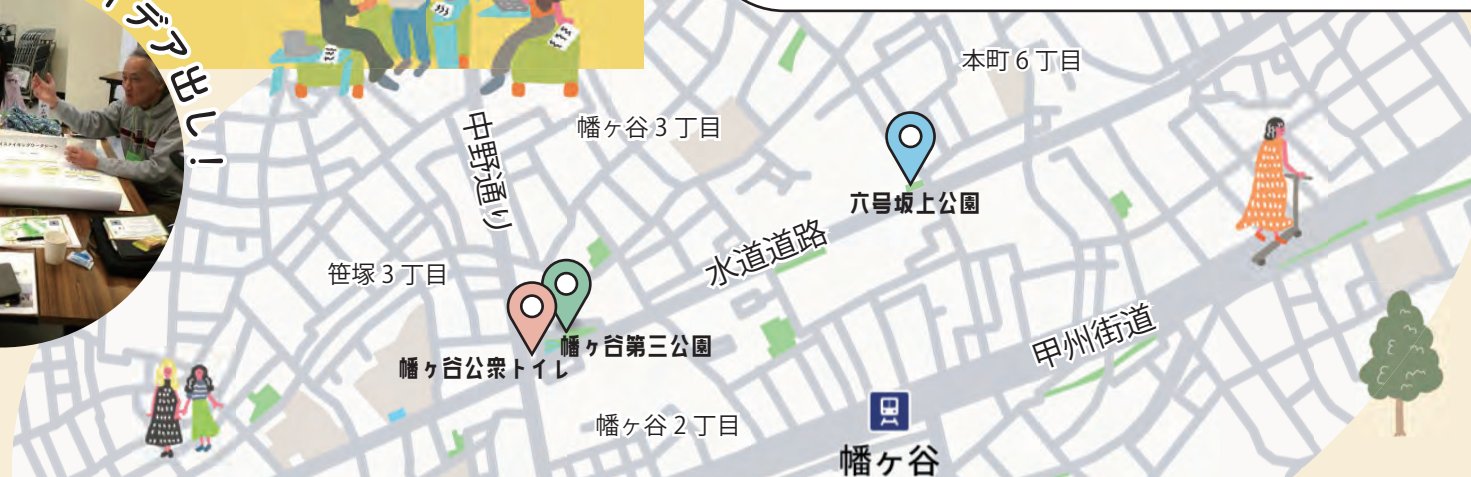 デア出し！
本町6丁目
幡ヶ谷3丁目
中野通り
六号坂上公園
水道道路
笹塚3丁目
幡ヶ谷第三公園
幡ヶ谷公衆トイレ
甲州街道
幡ヶ谷2丁目
幡ヶ谷